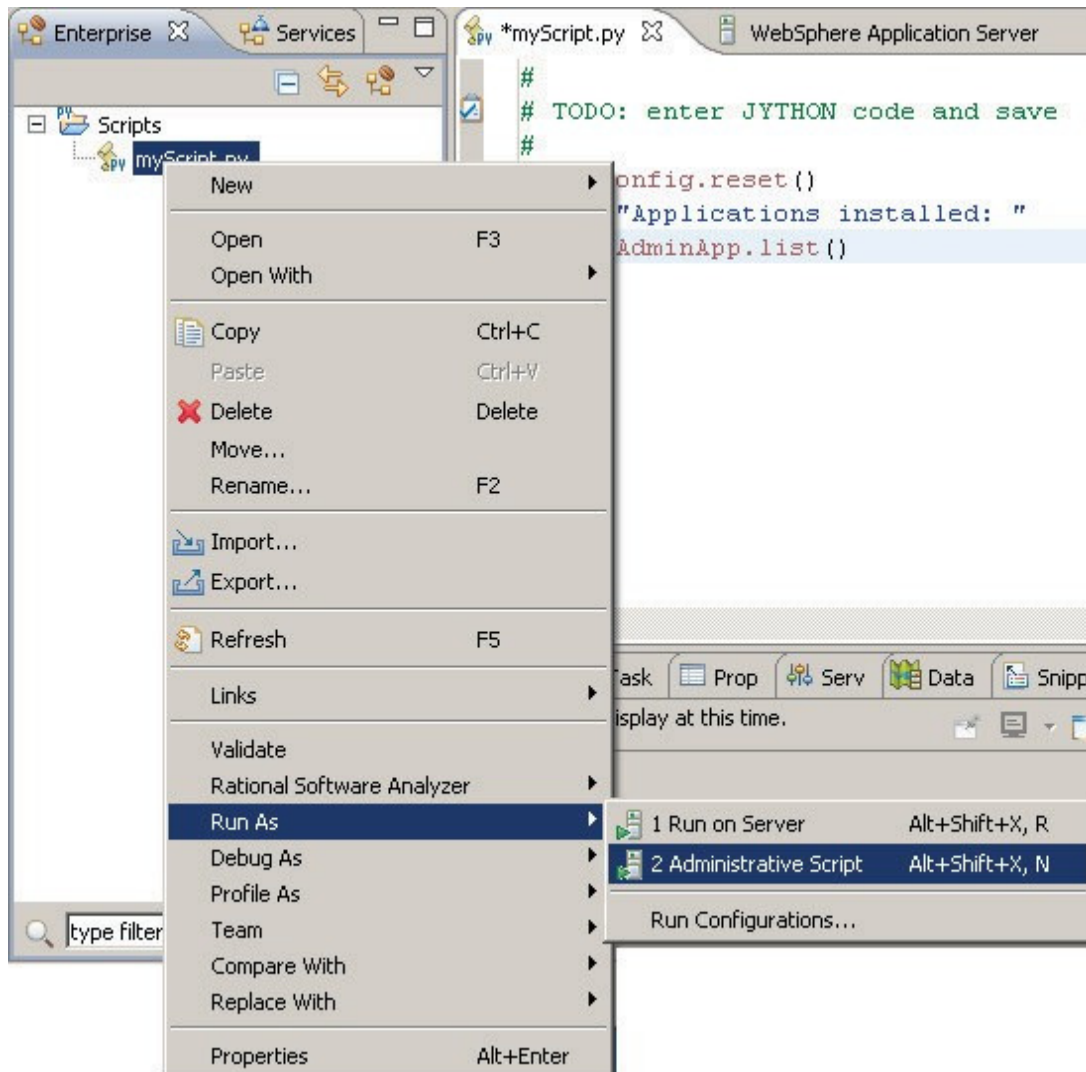 Enterprise Services *myScript.py WebSphere Application Server
#
# TODO: enter JYTHON code and save
#
Scripts
myScript.py
onfig.reset()
"Applications installed: "
AdminApp.list()
New
Open F3
Open With
Copy Ctrl+C
Paste Ctrl+V
Delete Delete
Move...
Rename... F2
Import...
Export...
Refresh F5
Links
Validate
Rational Software Analyzer
Run As
Debug As
Profile As
Team
Compare With
Replace With
Properties Alt+Enter
ask Prop Serv Data Snipp
isplay at this time.
1 Run on Server Alt+Shift+X, R
2 Administrative Script Alt+Shift+X, N
Run Configurations...
type filter